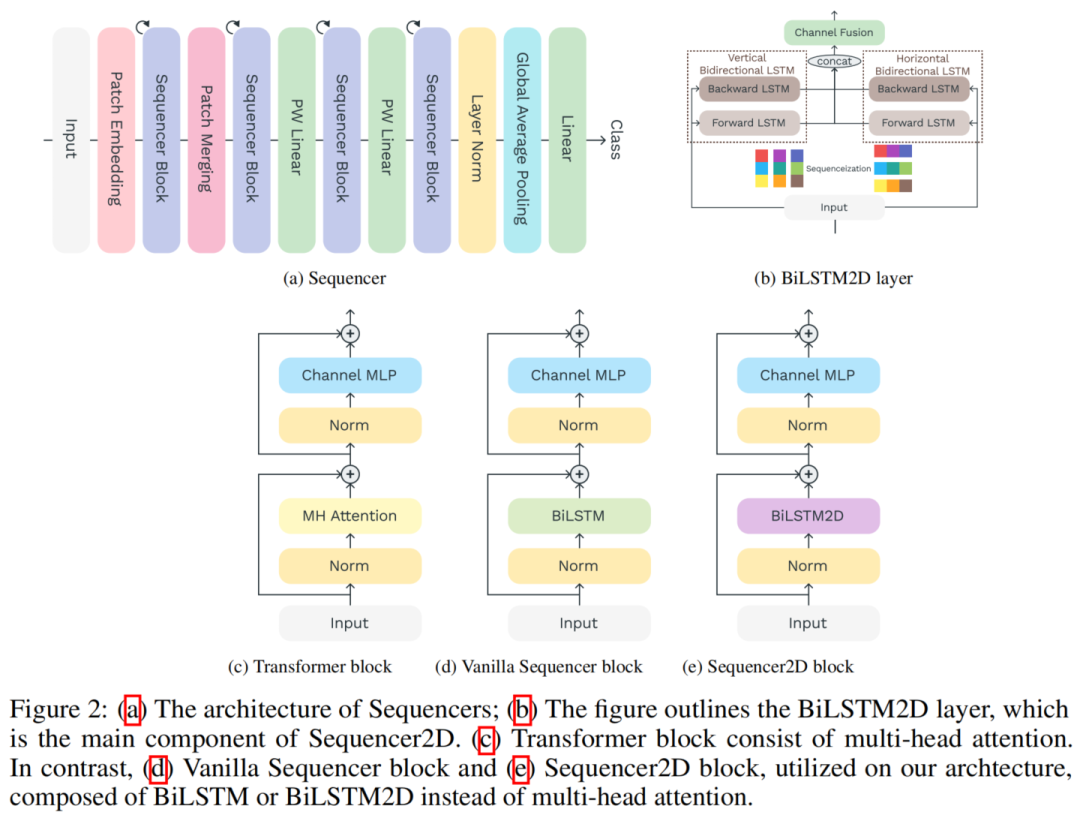 Input
Patch Embedding
Sequencer Block
Patch Merging
Sequencer Block
PW Linear
Sequencer Block
PW Linear
Sequencer Block
Layer Norm
Global Average Pooling
Linear
Class
(a) Sequencer
Channel Fusion
Vertical
Bidirectional LSTM
concat
Horizontal
Bidirectional LSTM
Backward LSTM
Backward LSTM
Forward LSTM
Forward LSTM
Sequenceization
Input
(b) BiLSTM2D layer
+
Channel MLP
Norm
+
MH Attention
Norm
Input
(c) Transformer block
+
Channel MLP
Norm
+
BiLSTM
Norm
Input
(d) Vanilla Sequencer block
+
Channel MLP
Norm
+
BiLSTM2D
Norm
Input
(e) Sequencer2D block
Figure 2: (a) The architecture of Sequencers; (b) The figure outlines the BiLSTM2D layer, which
is the main component of Sequencer2D. (c) Transformer block consist of multi-head attention.
In contrast, (d) Vanilla Sequencer block and (e) Sequencer2D block, utilized on our archtecture,
composed of BiLSTM or BiLSTM2D instead of multi-head attention.